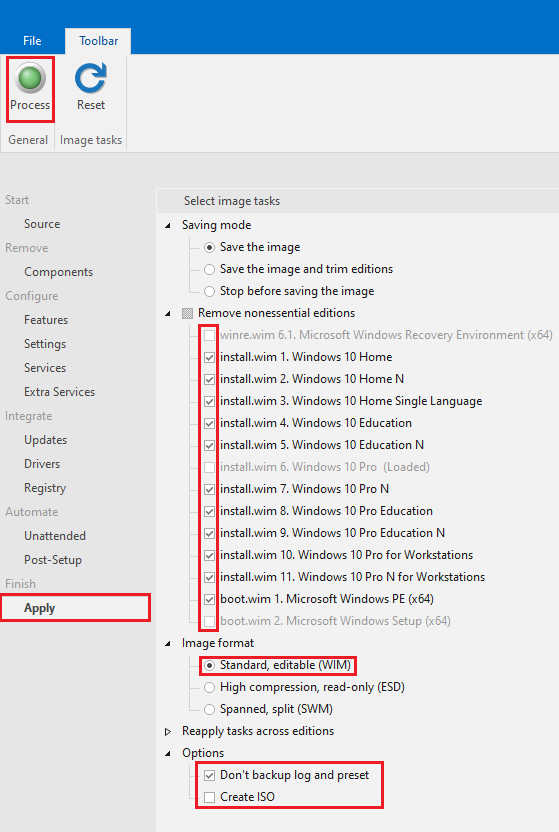 File Toolbar
Process Reset
General Image tasks
Select image tasks
Start
Source
Remove
Components
Configure
Features
Settings
Services
Extra Services
Integrate
Updates
Drivers
Registry
Automate
Unattended
Post-Setup
Finish
Apply
Saving mode
Save the image
Save the image and trim editions
Stop before saving the image
Remove nonessential editions
winre.wim 6.1. Microsoft Windows Recovery Environment (x64)
install.wim 1. Windows 10 Home
install.wim 2. Windows 10 Home N
install.wim 3. Windows 10 Home Single Language
install.wim 4. Windows 10 Education
install.wim 5. Windows 10 Education N
install.wim 6. Windows 10 Pro (Loaded)
install.wim 7. Windows 10 Pro N
install.wim 8. Windows 10 Pro Education
install.wim 9. Windows 10 Pro Education N
install.wim 10. Windows 10 Pro for Workstations
install.wim 11. Windows 10 Pro N for Workstations
boot.wim 1. Microsoft Windows PE (x64)
boot.wim 2. Microsoft Windows Setup (x64)
Image format
Standard, editable (WIM)
High compression, read-only (ESD)
Spanned, split (SWM)
Reapply tasks across editions
Options
Don't backup log and preset
Create ISO